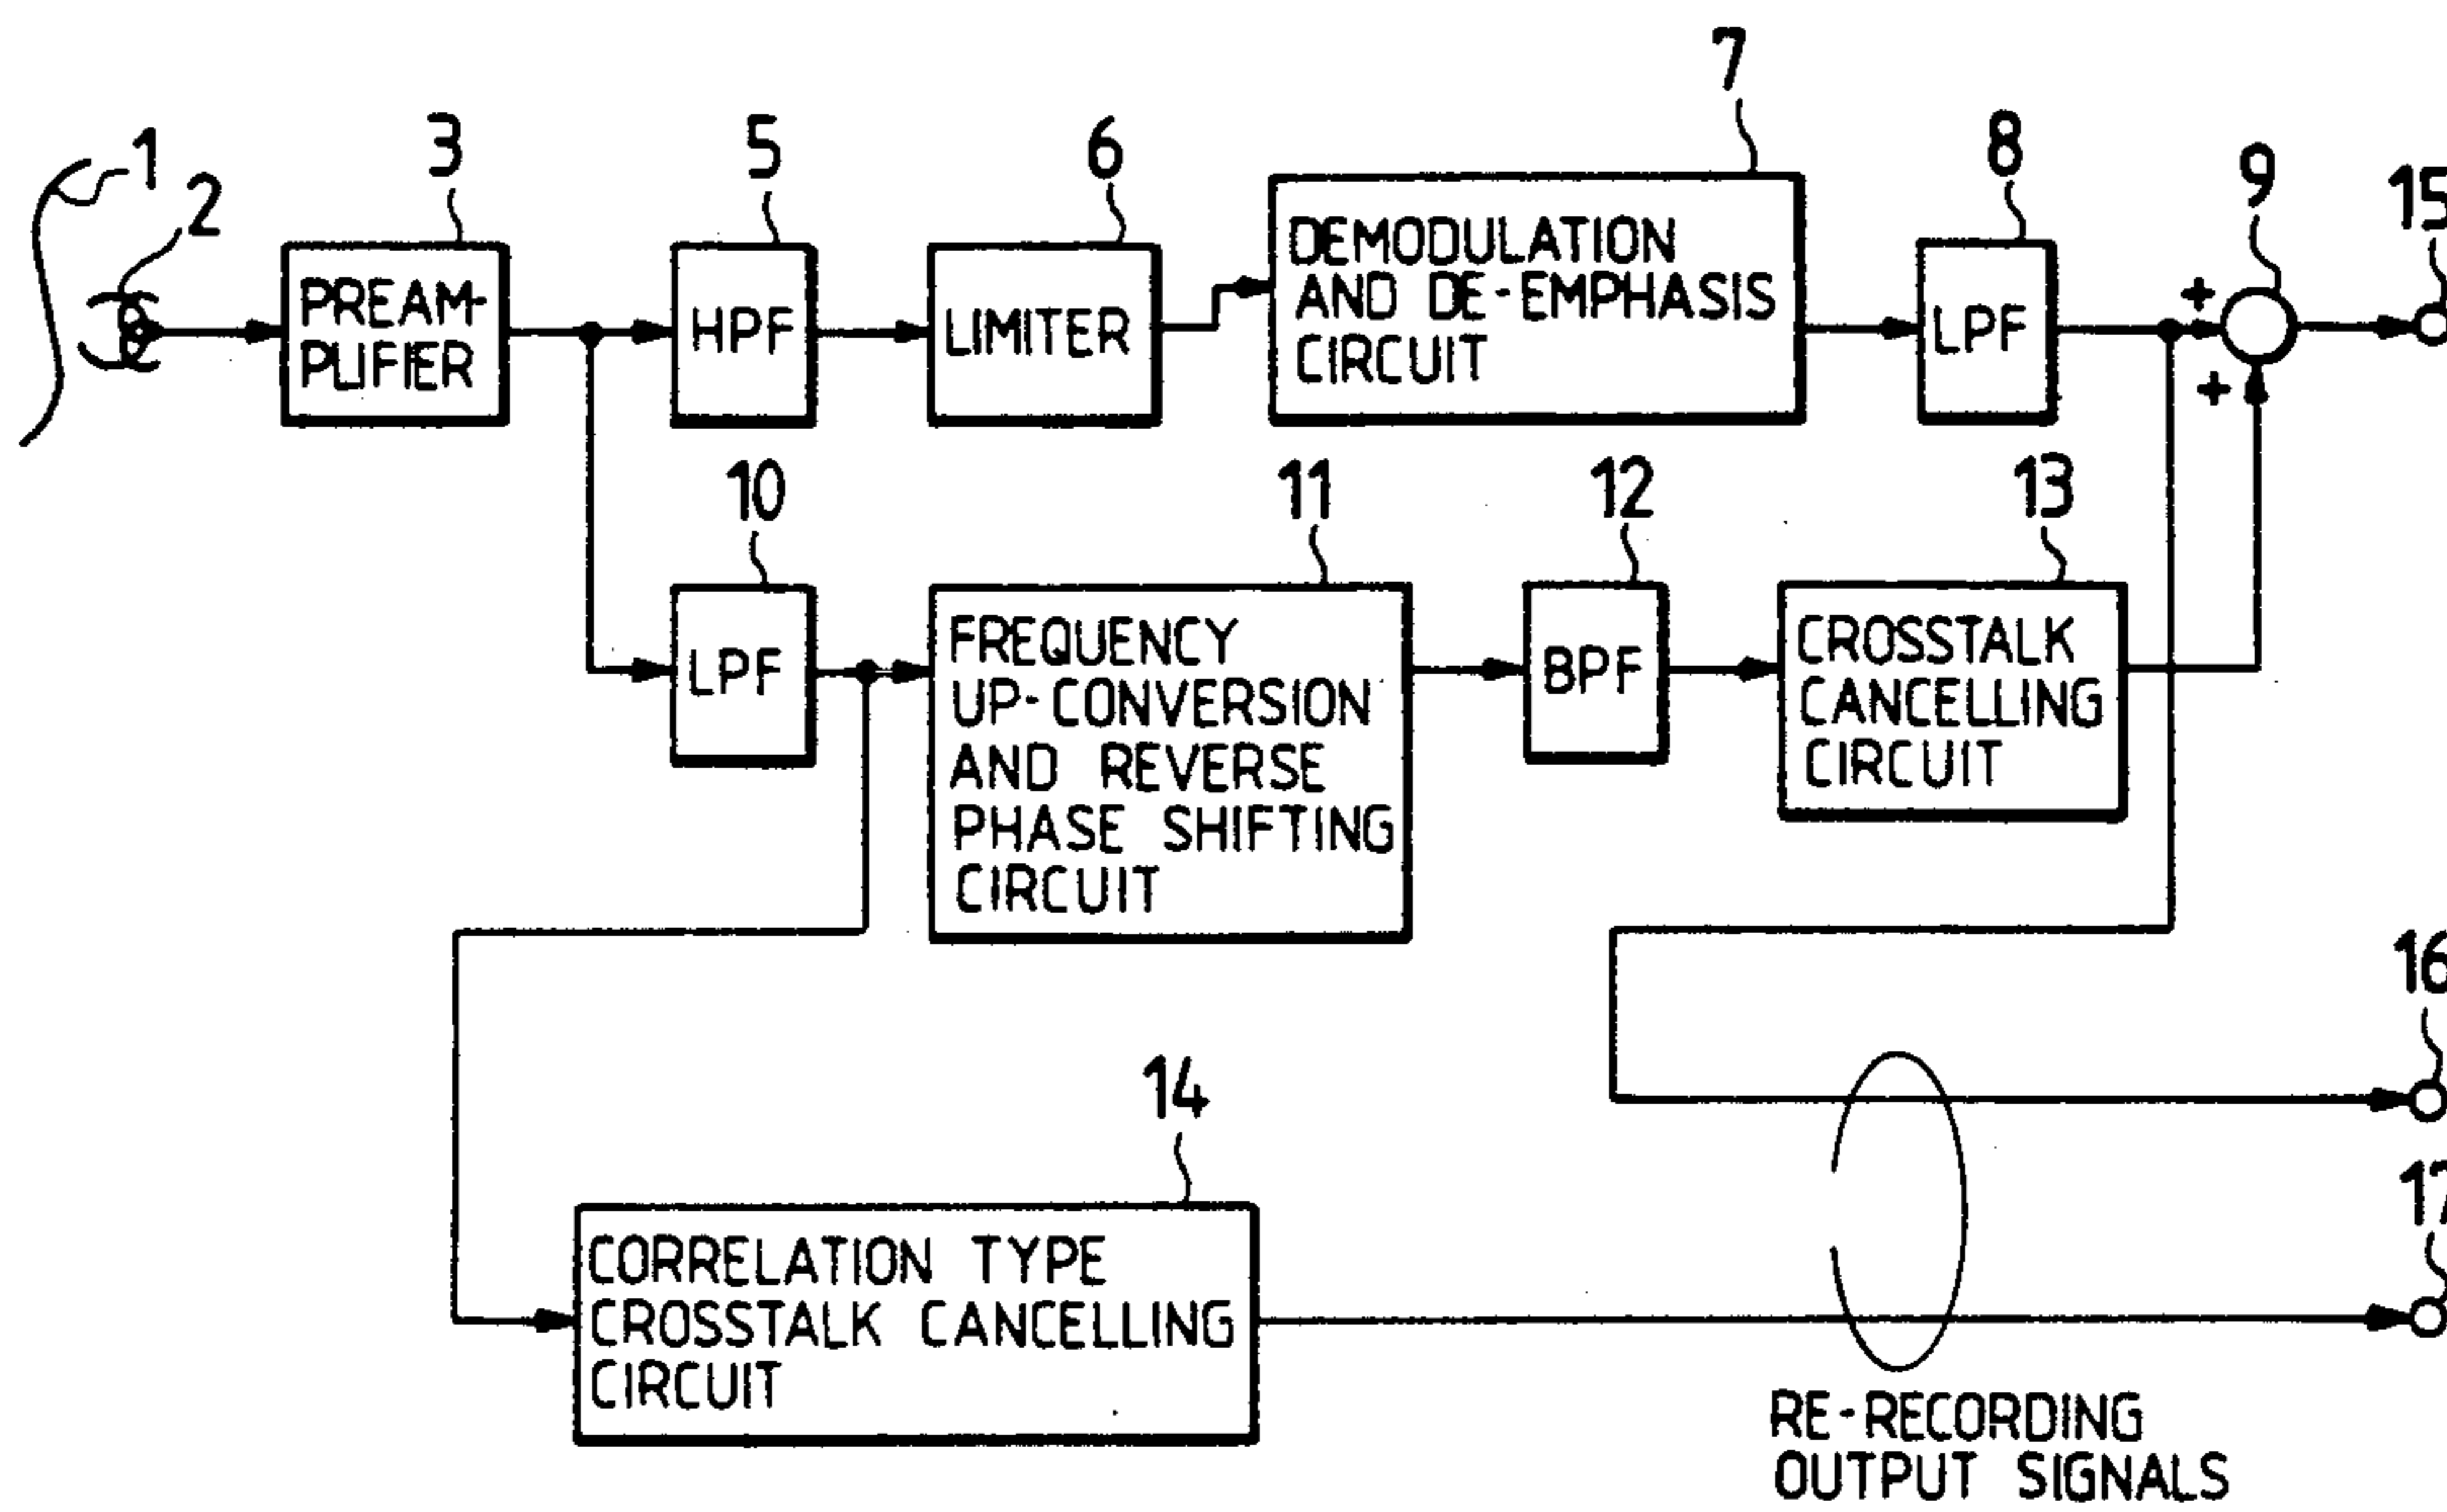 7
1
2
3
5
6
8
9
15
PREAM-
PLIFIER
HPF
LIMITER
DEMODULATION
AND DE-EMPHASIS
CIRCUIT
LPF
+
+
10
11
12
13
LPF
FREQUENCY
UP-CONVERSION
AND REVERSE
PHASE SHIFTING
CIRCUIT
BPF
CROSSTALK
CANCELLING
CIRCUIT
16
14
17
CORRELATION TYPE
CROSSTALK CANCELLING
CIRCUIT
RE-RECORDING
OUTPUT SIGNALS